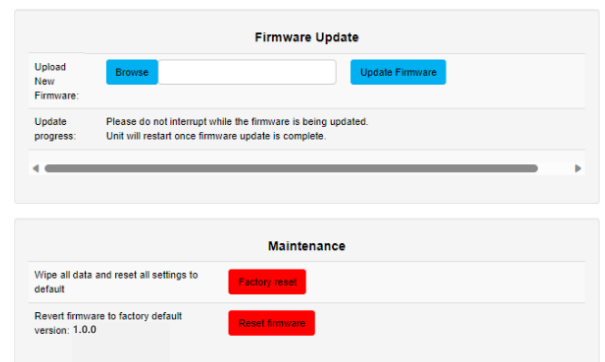 Firmware Update
Upload
New
Firmware:
Browse
Update Firmware
Update
progress:
Please do not interrupt while the firmware is being updated.
Unit will restart once firmware update is complete.
Maintenance
Wipe all data and reset all settings to
default
Factory reset
Revert firmware to factory default
version: 1.0.0
Reset firmware